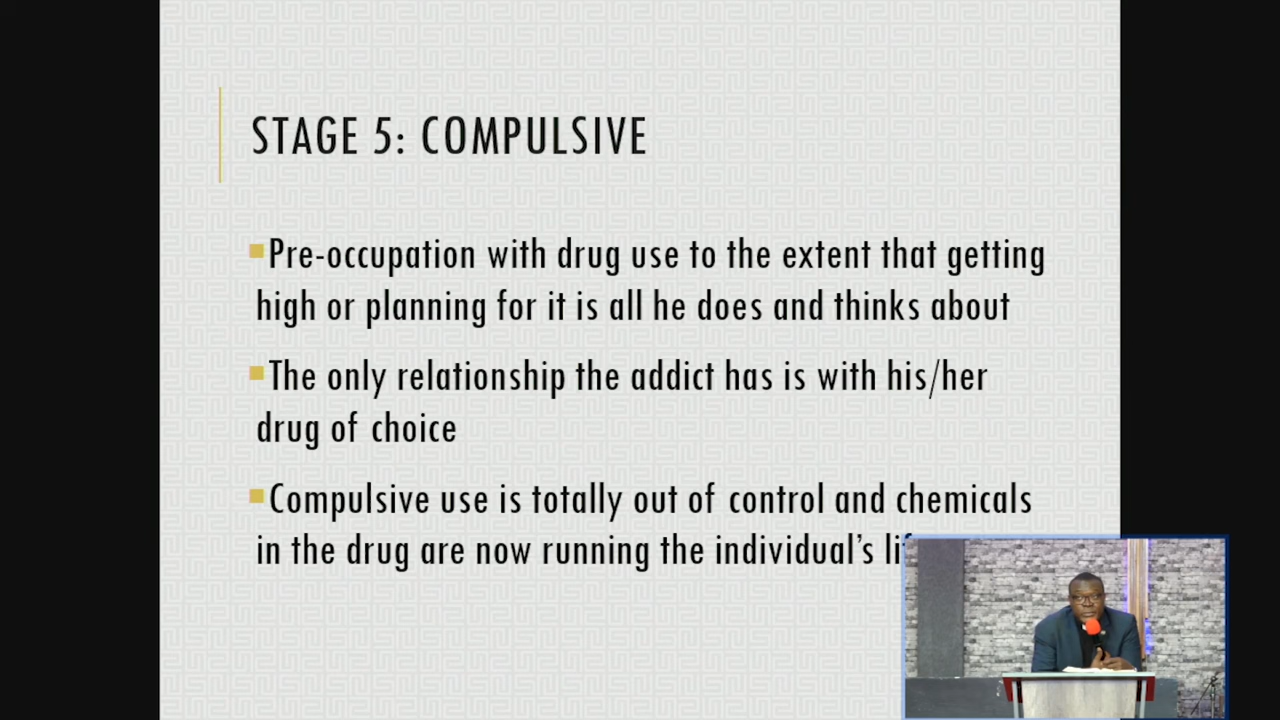 STAGE 5: COMPULSIVE
Pre-occupation with drug use to the extent that getting
high or planning for it is all he does and thinks about
The only relationship the addict has is with his/her
drug of choice
Compulsive use is totally out of control and chemicals
in the drug are now running the individual’s